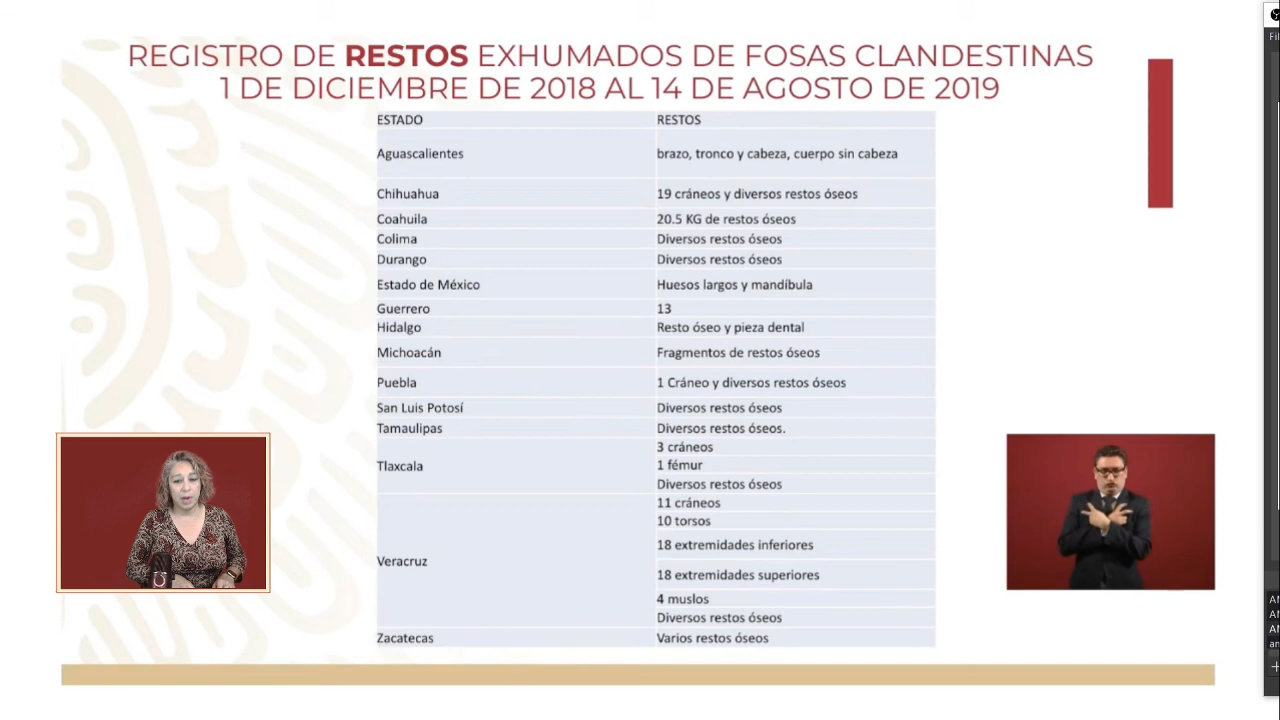 REGISTRO DE RESTOS EXHUMADOS DE FOSAS CLANDESTINAS
1 DE DICIEMBRE DE 2018 AL 14 DE AGOSTO DE 2019
ESTADO RESTOS
Aguascalientes brazo, tronco y cabeza, cuerpo sin cabeza
Chihuahua 19 cráneos y diversos restos óseos
Coahuila 20.5 KG de restos óseos
Colima Diversos restos óseos
Durango Diversos restos óseos
Estado de México Huesos largos y mandíbula
Guerrero 13
Hidalgo Resto óseo y pieza dental
Michoacán Fragmentos de restos óseos
Puebla 1 Cráneo y diversos restos óseos
San Luis Potosí Diversos restos óseos
Tamaulipas Diversos restos óseos.
3 cráneos
Tlaxcala 1 fémur
Diversos restos óseos
11 cráneos
10 torsos
18 extremidades inferiores
Veracruz
18 extremidades superiores
4 muslos
Diversos restos óseos
Zacatecas Varios restos óseos